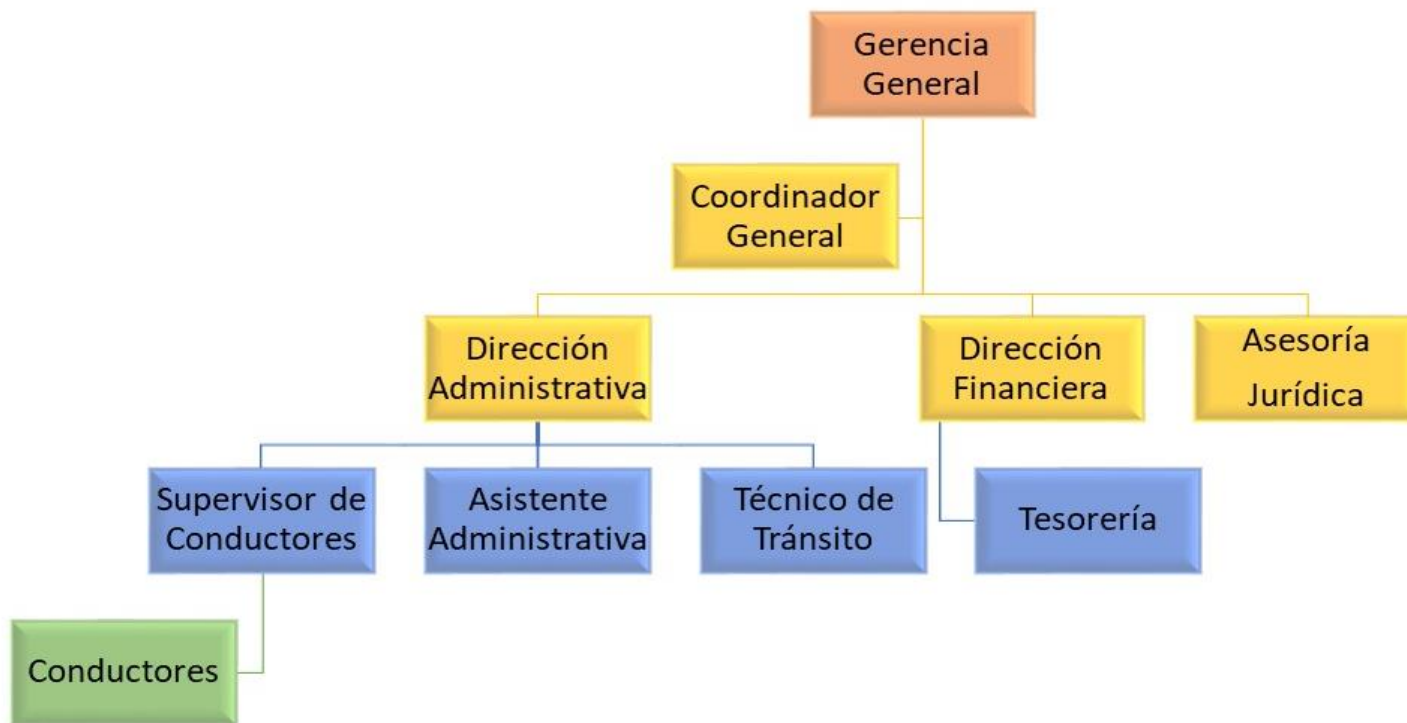 Gerencia
General
Coordinador
General
Dirección
Administrativa
Dirección
Financiera
Asesoría
Jurídica
Supervisor de
Conductores
Asistente
Administrativa
Técnico de
Tránsito
Tesorería
Conductores